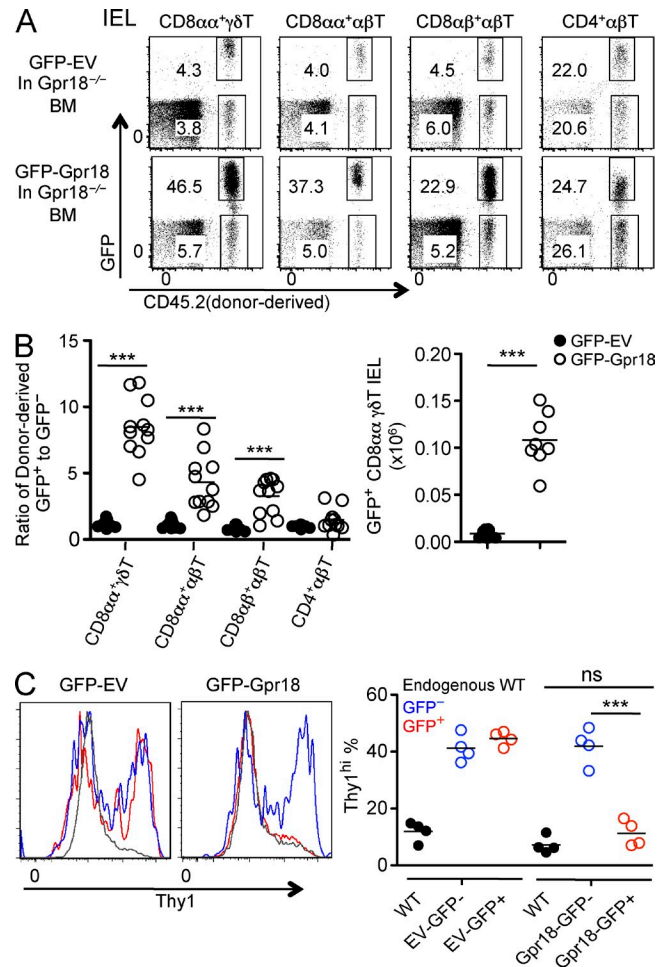 A
IEL
CD8αα⁺γδT
CD8αα⁺αβT
CD8αβ⁺αβT
CD4⁺αβT
GFP-EV
In Gpr18⁻/⁻
BM
4.3
3.8
4.0
4.1
4.5
6.0
22.0
20.6
0
GFP-Gpr18
In Gpr18⁻/⁻
BM
46.5
5.7
37.3
5.0
22.9
5.2
24.7
26.1
0
GFP
0
0
0
0
CD45.2(donor-derived)
B
Ratio of Donor-derived
GFP⁺ to GFP⁻
15
10
5
0
***
***
***
CD8αα⁺γδT
CD8αα⁺αβT
CD8αβ⁺αβT
CD4⁺αβT
GFP-EV
GFP-Gpr18
GFP⁺ CD8αα γδT IEL
(x10⁶)
0.20
0.15
0.10
0.05
0.00
***
C
GFP-EV
GFP-Gpr18
0
0
Thy1
Thy1ʰⁱ %
60
40
20
0
Endogenous WT
GFP⁻
GFP⁺
ns
***
WT
EV-GFP-
EV-GFP+
WT
Gpr18-GFP-
Gpr18-GFP+